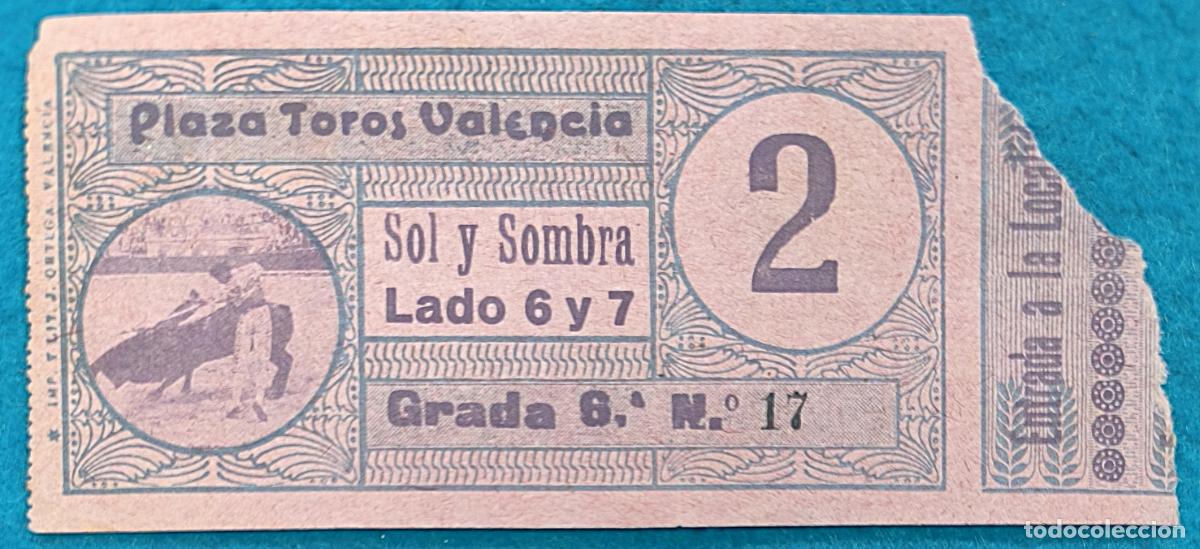 Plaza Toros Valencia
2
Sol y Sombra
Lado 6 y 7
Grada 6.ª N.º 17
Entrada a la
* IMP. Y LIT. J. ORTEGA. VALENCIA
todocoleccion